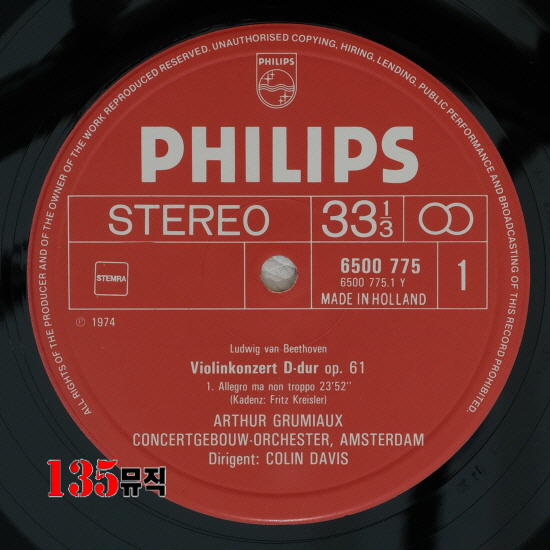 ALL RIGHTS OF THE PRODUCER AND OF THE OWNER OF THE WORK REPRODUCED RESERVED. UNAUTHORISED COPYING, HIRING, LENDING, PUBLIC PERFORMANCE AND BROADCASTING OF THIS RECORD PROHIBITED.
PHILIPS
PHILIPS
STEREO 33 1/3
STEMRA
6500 775
6500 775.1 Y
MADE IN HOLLAND
1
℗ 1974
Ludwig van Beethoven
Violinkonzert D-dur op. 61
1. Allegro ma non troppo 23'52''
(Kadenz: Fritz Kreisler)
ARTHUR GRUMIAUX
CONCERTGEBOUW-ORCHESTER, AMSTERDAM
Dirigent: COLIN DAVIS
135뮤직